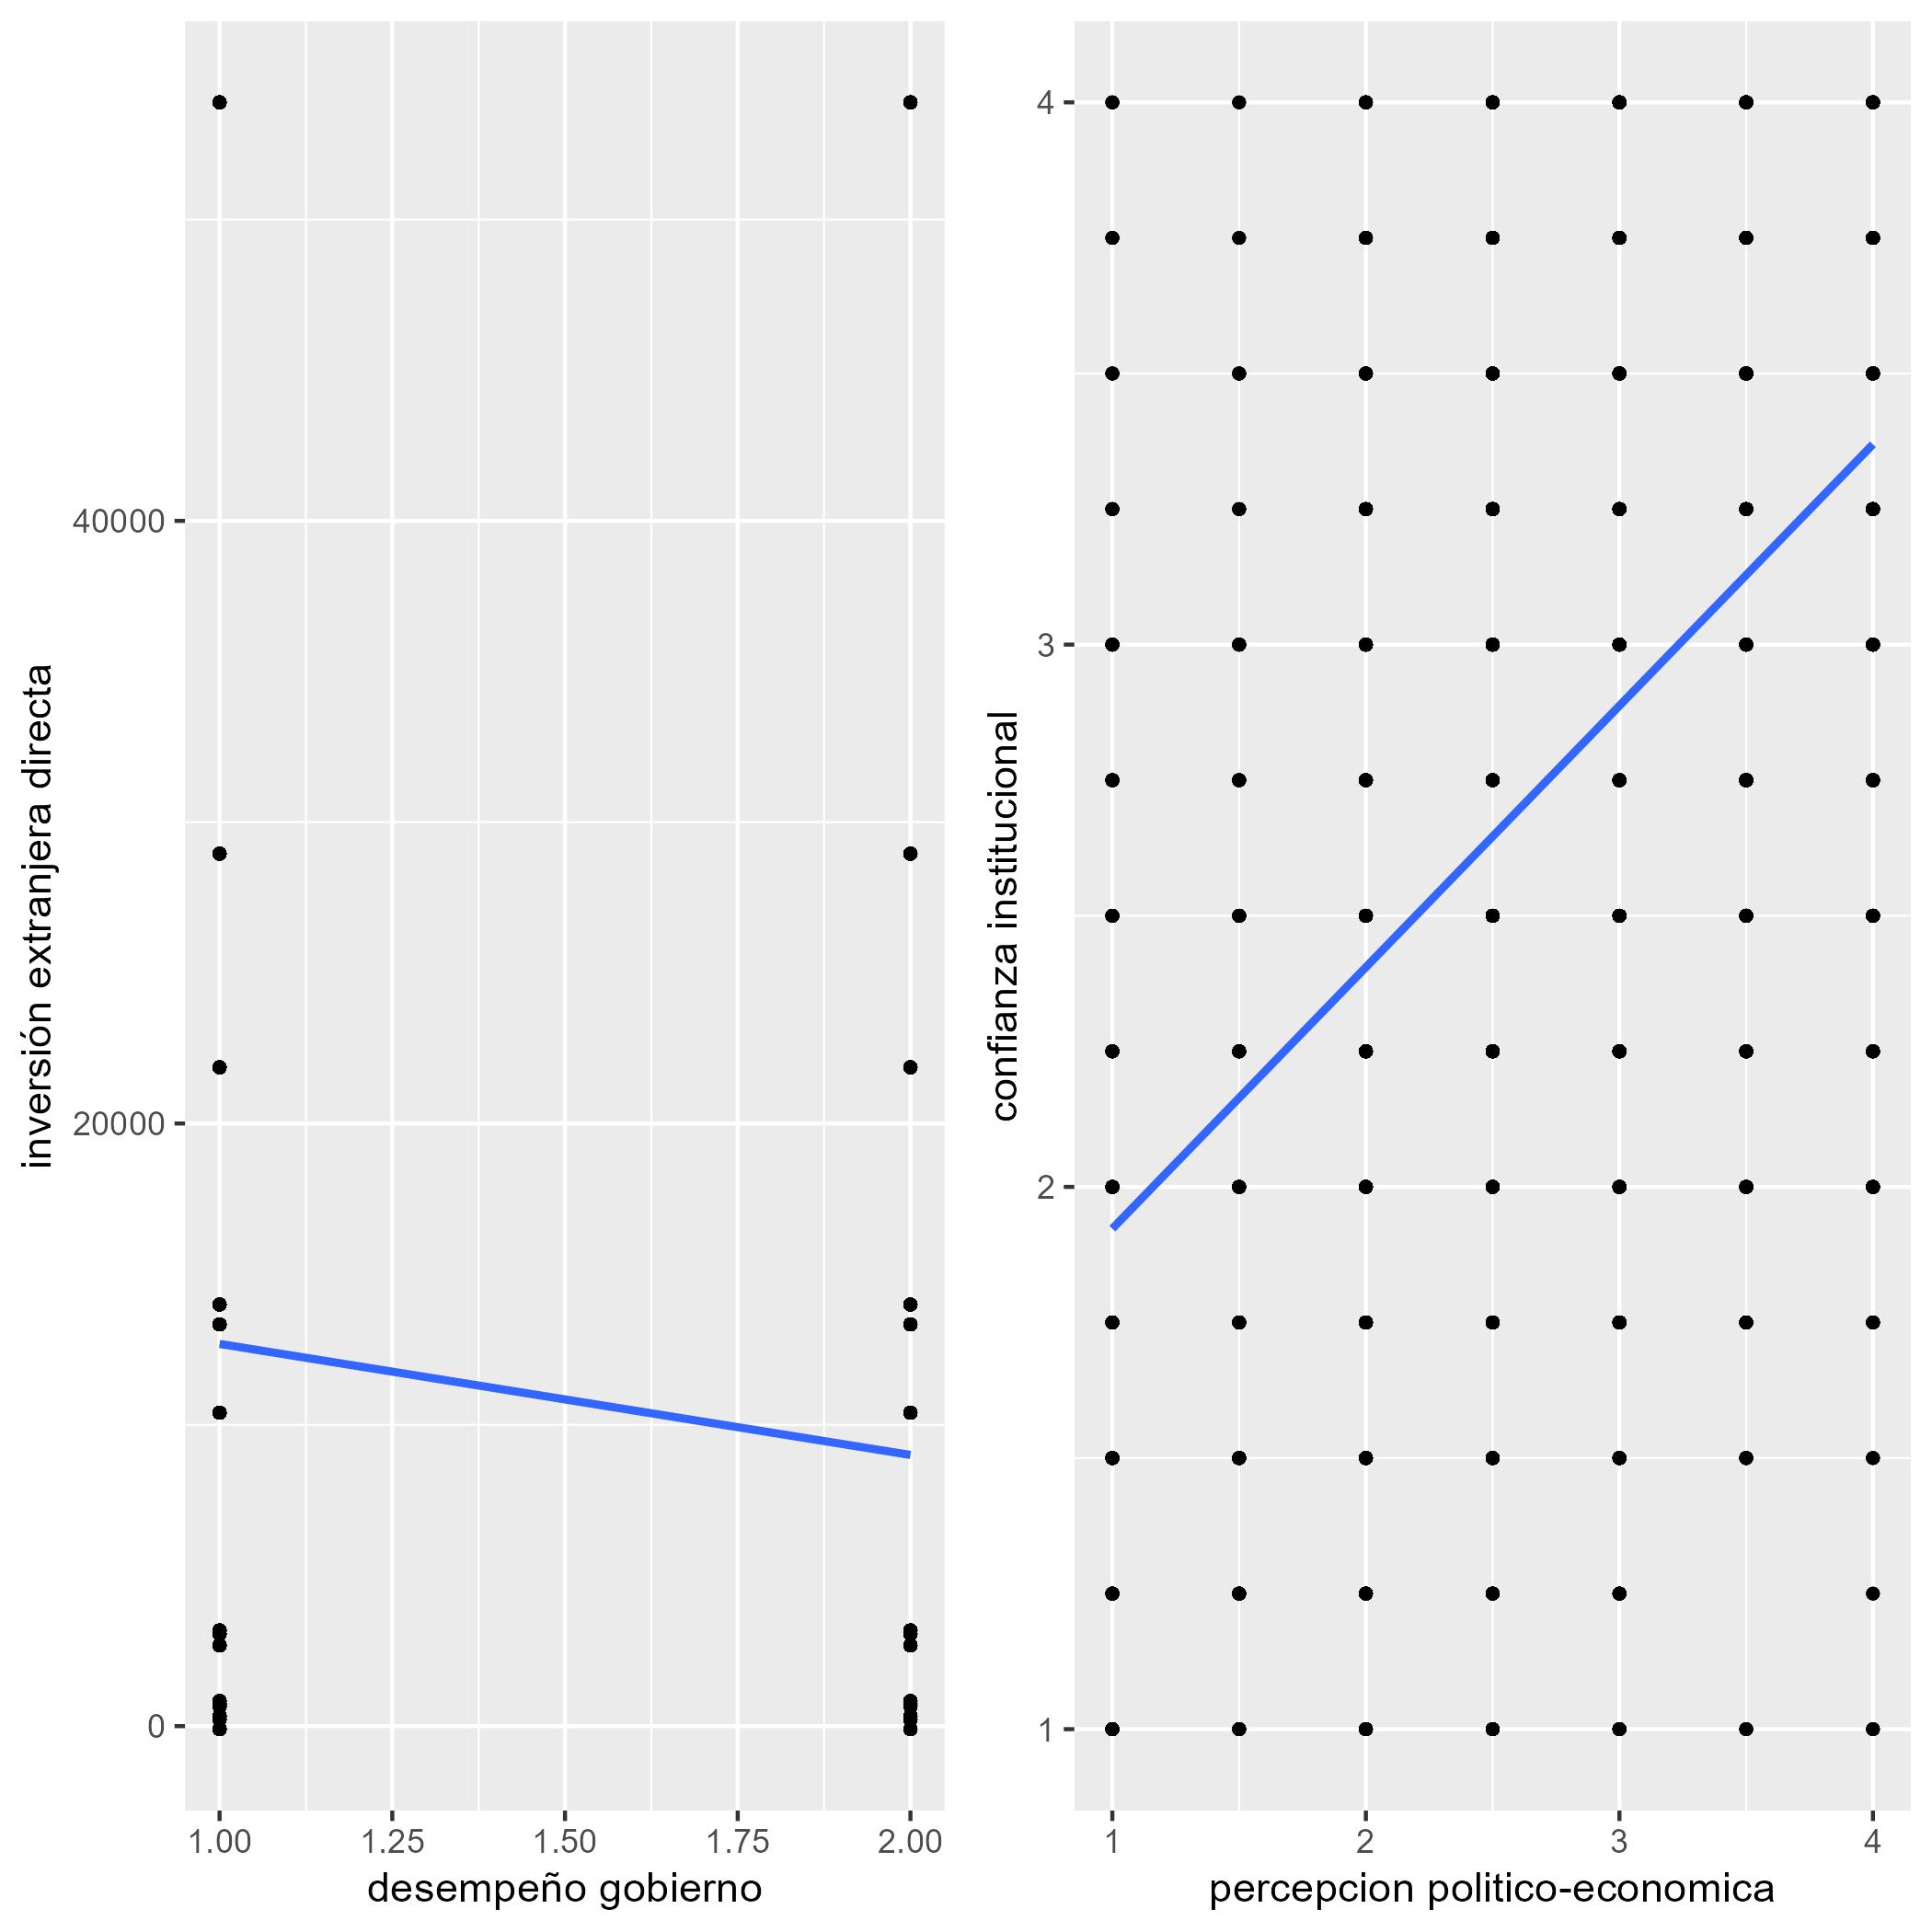 inversión extranjera directa
40000
20000
0
1.00 1.25 1.50 1.75 2.00
desempeño gobierno
confianza institucional
4
3
2
1
1 2 3 4
percepcion politico-economica